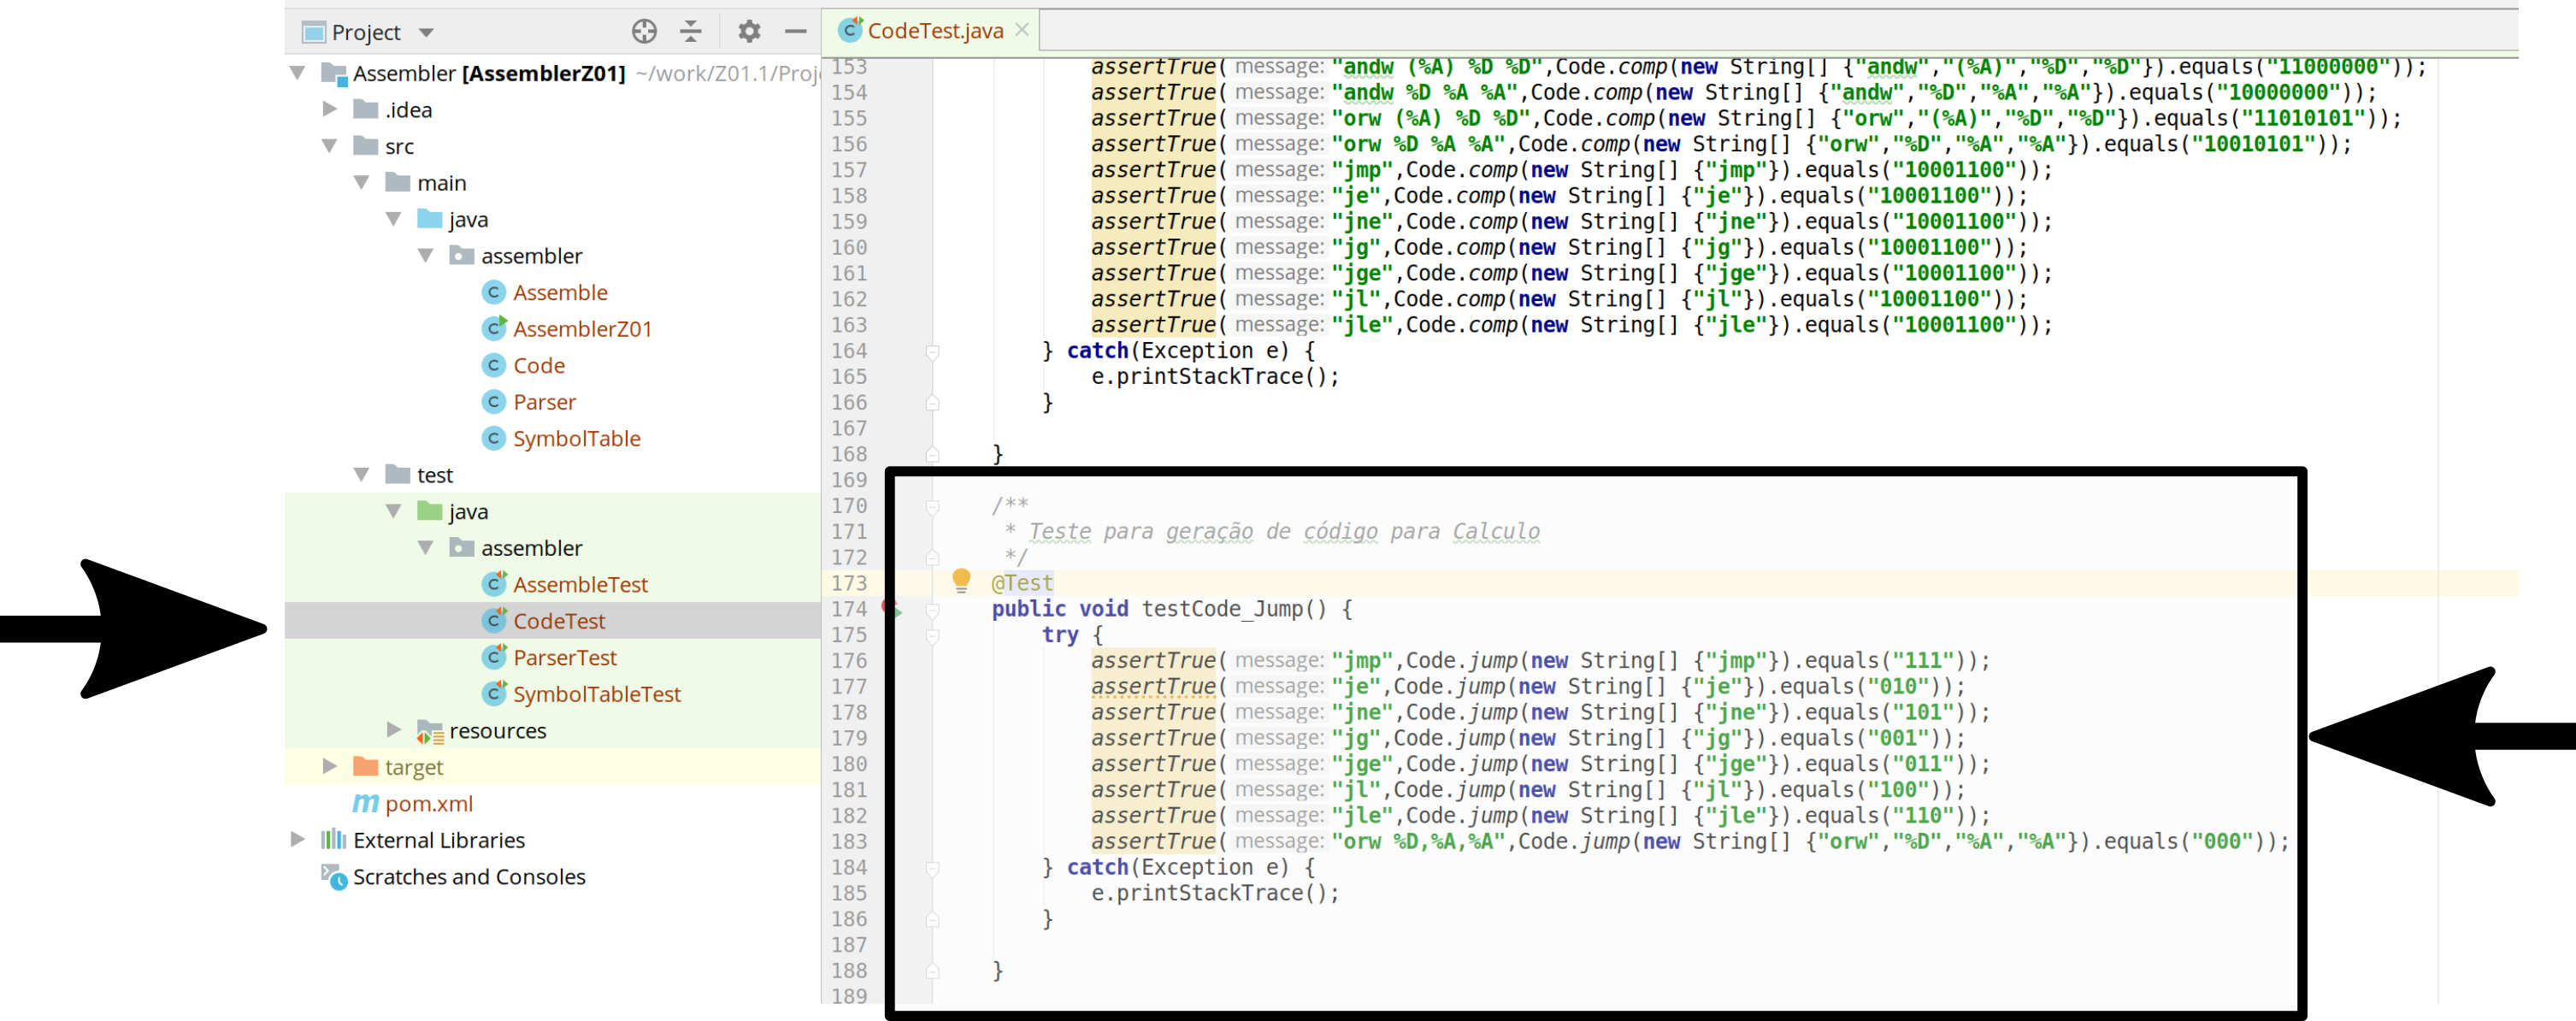 Project
Assembler [AssemblerZ01] ~/work/Z01.1/Proj
.idea
src
main
java
assembler
Assemble
AssemblerZ01
Code
Parser
SymbolTable
test
java
assembler
AssembleTest
CodeTest
ParserTest
SymbolTableTest
resources
target
pom.xml
External Libraries
Scratches and Consoles
CodeTest.java
153 assertTrue( message: "andw (%A) %D %D",Code.comp(new String[] {"andw","(%A)","%D","%D"}).equals("11000000"));
154 assertTrue( message: "andw %D %A %A",Code.comp(new String[] {"andw","%D","%A","%A"}).equals("10000000"));
155 assertTrue( message: "orw (%A) %D %D",Code.comp(new String[] {"orw","(%A)","%D","%D"}).equals("11010101"));
156 assertTrue( message: "orw %D %A %A",Code.comp(new String[] {"orw","%D","%A","%A"}).equals("10010101"));
157 assertTrue( message: "jmp",Code.comp(new String[] {"jmp"}).equals("10001100"));
158 assertTrue( message: "je",Code.comp(new String[] {"je"}).equals("10001100"));
159 assertTrue( message: "jne",Code.comp(new String[] {"jne"}).equals("10001100"));
160 assertTrue( message: "jg",Code.comp(new String[] {"jg"}).equals("10001100"));
161 assertTrue( message: "jge",Code.comp(new String[] {"jge"}).equals("10001100"));
162 assertTrue( message: "jl",Code.comp(new String[] {"jl"}).equals("10001100"));
163 assertTrue( message: "jle",Code.comp(new String[] {"jle"}).equals("10001100"));
164 } catch(Exception e) {
165 e.printStackTrace();
166 }
167
168 }
169
170 /**
171 * Teste para geração de código para Calculo
172 */
173 @Test
174 public void testCode_Jump() {
175 try {
176 assertTrue( message: "jmp",Code.jump(new String[] {"jmp"}).equals("111"));
177 assertTrue( message: "je",Code.jump(new String[] {"je"}).equals("010"));
178 assertTrue( message: "jne",Code.jump(new String[] {"jne"}).equals("101"));
179 assertTrue( message: "jg",Code.jump(new String[] {"jg"}).equals("001"));
180 assertTrue( message: "jge",Code.jump(new String[] {"jge"}).equals("011"));
181 assertTrue( message: "jl",Code.jump(new String[] {"jl"}).equals("100"));
182 assertTrue( message: "jle",Code.jump(new String[] {"jle"}).equals("110"));
183 assertTrue( message: "orw %D,%A,%A",Code.jump(new String[] {"orw","%D","%A","%A"}).equals("000"));
184 } catch(Exception e) {
185 e.printStackTrace();
186 }
187
188 }
189